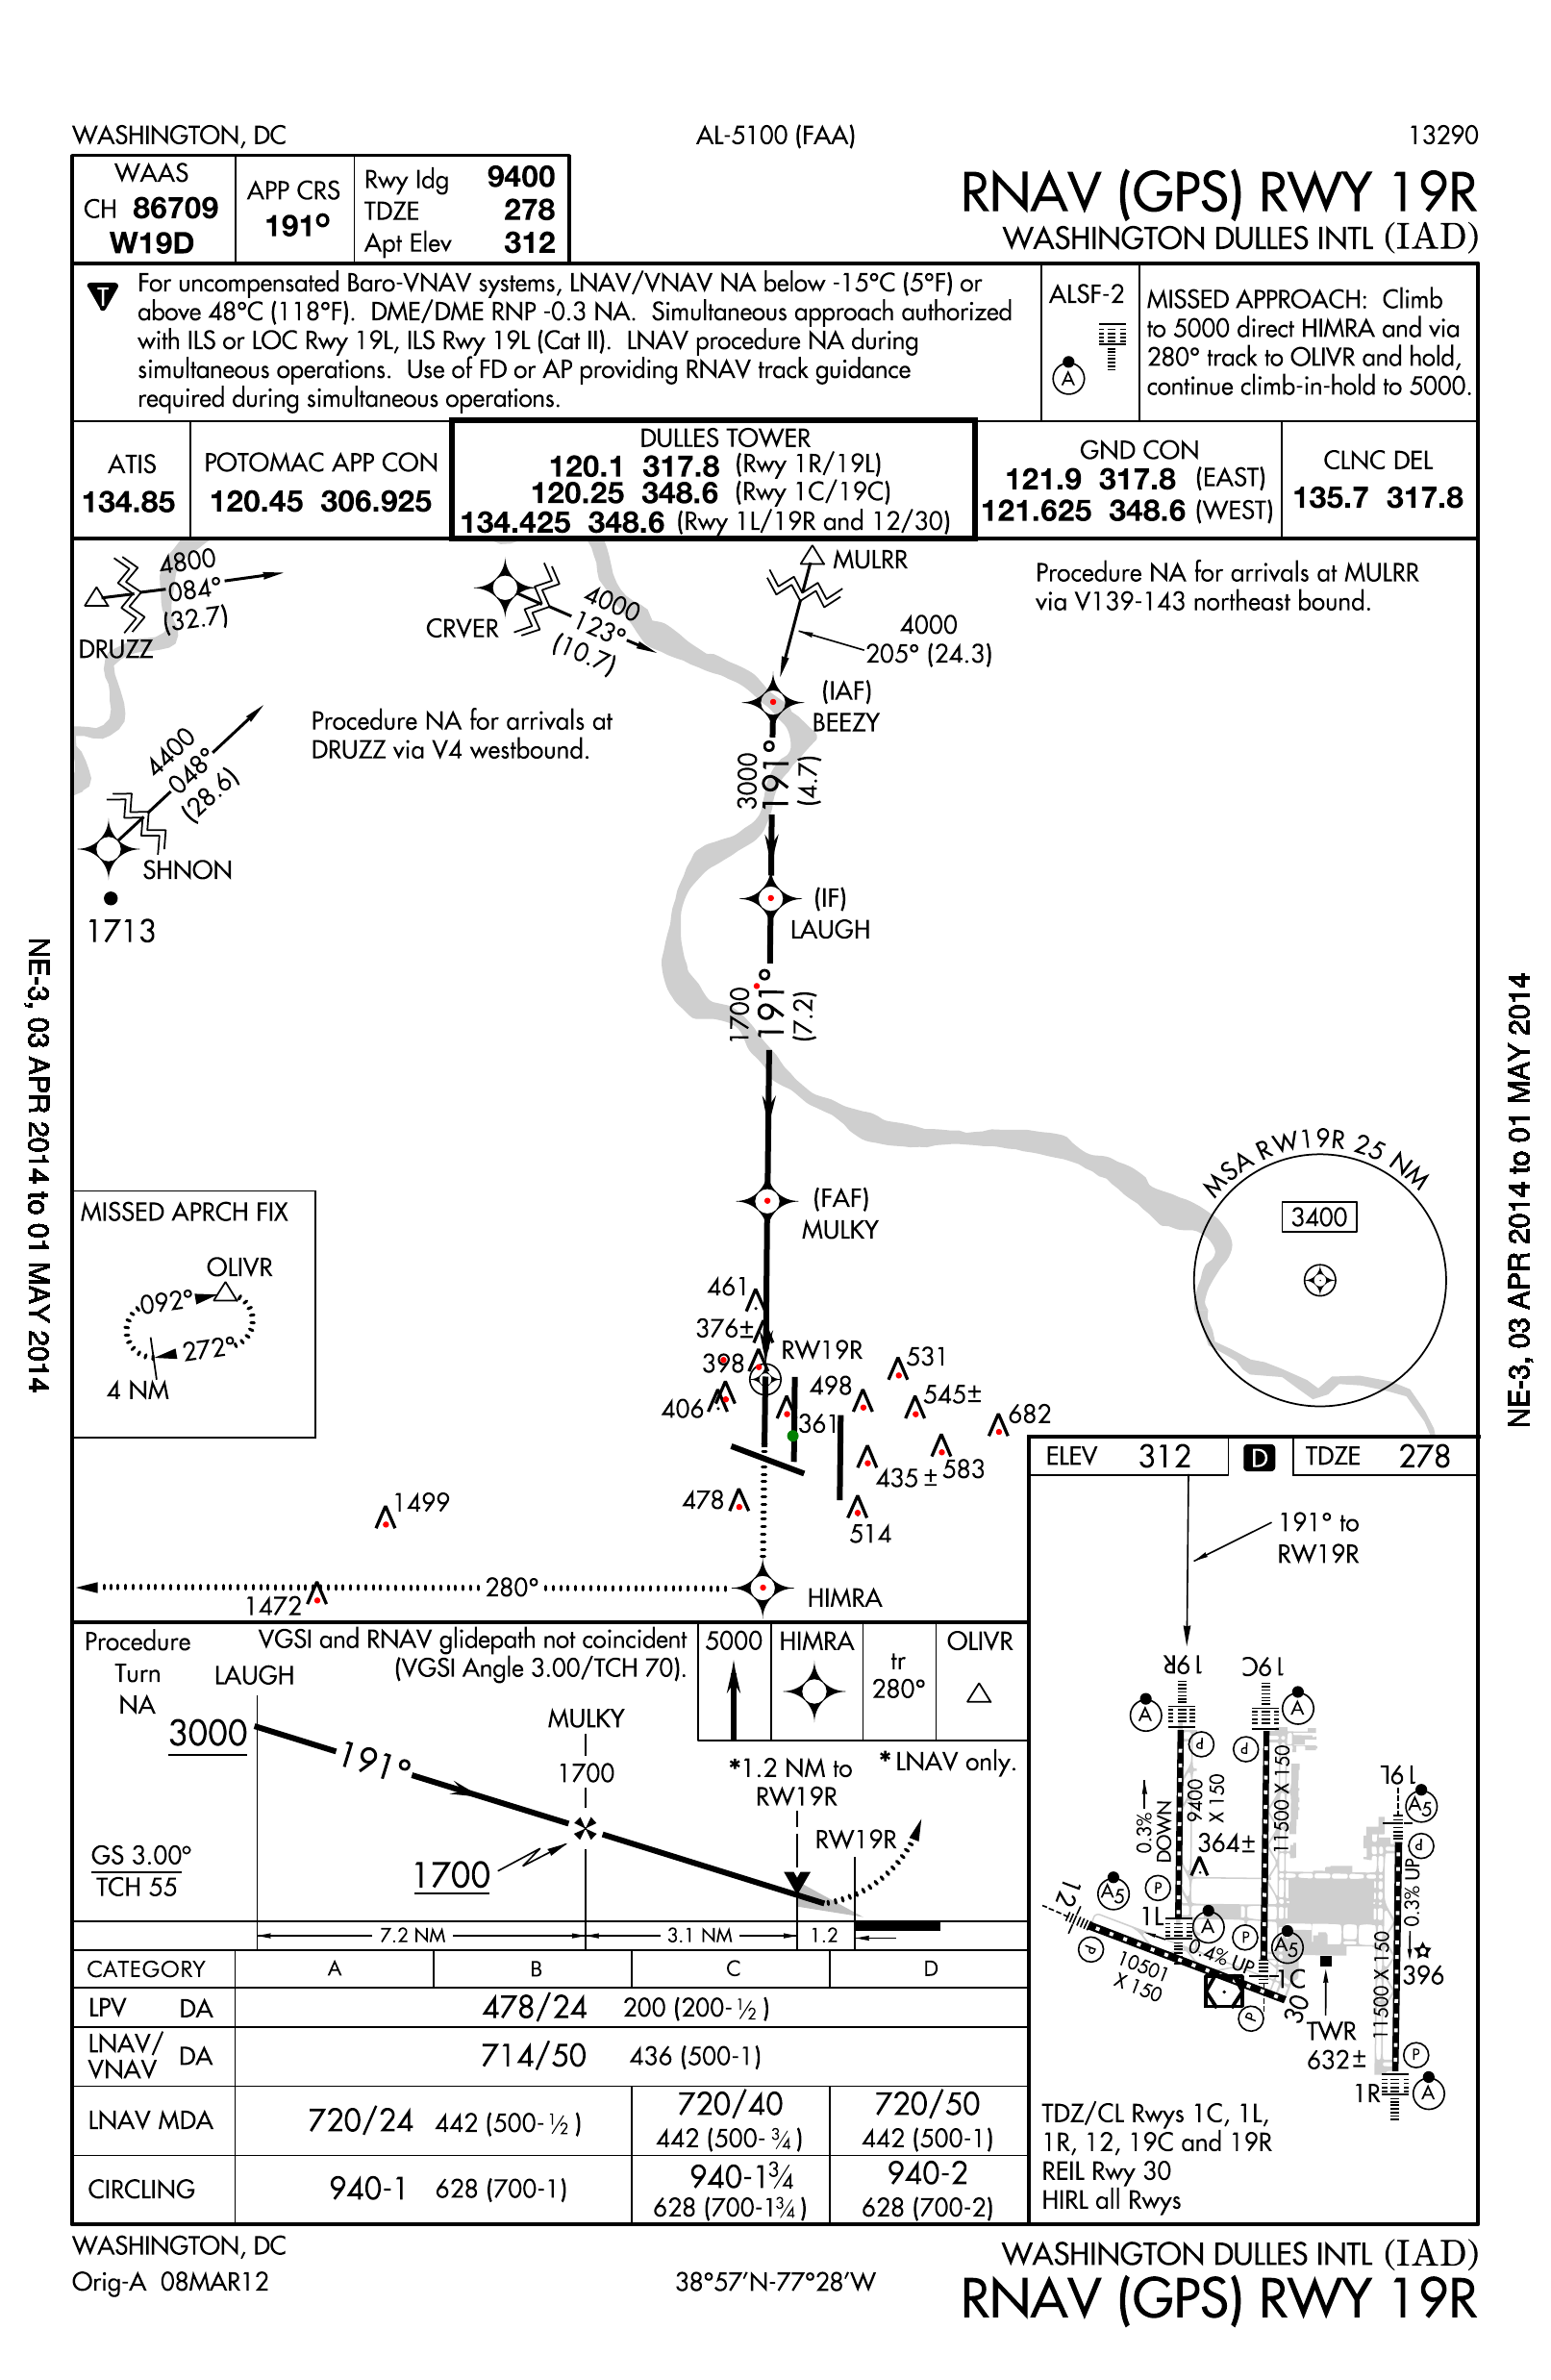 WASHINGTON, DC
AL-5100 (FAA)
13290
WAAS
CH 86709
W19D
APP CRS
191°
Rwy ldg 9400
TDZE 278
Apt Elev 312
RNAV (GPS) RWY 19R
WASHINGTON DULLES INTL (IAD)
T
For uncompensated Baro-VNAV systems, LNAV/VNAV NA below -15°C (5°F) or
above 48°C (118°F). DME/DME RNP -0.3 NA. Simultaneous approach authorized
with ILS or LOC Rwy 19L, ILS Rwy 19L (Cat II). LNAV procedure NA during
simultaneous operations. Use of FD or AP providing RNAV track guidance
required during simultaneous operations.
ALSF-2
A
MISSED APPROACH: Climb
to 5000 direct HIMRA and via
280° track to OLIVR and hold,
continue climb-in-hold to 5000.
ATIS
134.85
POTOMAC APP CON
120.45 306.925
DULLES TOWER
120.1 317.8 (Rwy 1R/19L)
120.25 348.6 (Rwy 1C/19C)
134.425 348.6 (Rwy 1L/19R and 12/30)
GND CON
121.9 317.8 (EAST)
121.625 348.6 (WEST)
CLNC DEL
135.7 317.8
4800
084°
(32.7)
DRUZZ
CRVER
4000
123°
(10.7)
MULRR
4000
205° (24.3)
Procedure NA for arrivals at MULRR
via V139-143 northeast bound.
(IAF)
BEEZY
Procedure NA for arrivals at
DRUZZ via V4 westbound.
4400
048°
(28.6)
SHNON
1713
3000
191°
(4.7)
(IF)
LAUGH
1700
191°
(7.2)
(FAF)
MULKY
MSA RW19R 25 NM
3400
MISSED APRCH FIX
OLIVR
092°
272°
4 NM
461
376±
398
RW19R
406
498
361
531
545±
682
435±
583
478
514
1499
1472
280°
HIMRA
NE-3, 03 APR 2014 to 01 MAY 2014
NE-3, 03 APR 2014 to 01 MAY 2014
ELEV 312
D
TDZE 278
191° to
RW19R
19R
19C
A
A
P
P
0.3%
DOWN
9400
X 150
11500 X 150
364±
19L
A5
P
0.3% UP
12
A5
P
1L
A
P
A5
0.4% UP
P
10501
X 150
1C
P
30
TWR
632±
396
11500 X 150
P
1R
A
TDZ/CL Rwys 1C, 1L,
1R, 12, 19C and 19R
REIL Rwy 30
HIRL all Rwys
Procedure
Turn
NA
VGSI and RNAV glidepath not coincident
(VGSI Angle 3.00/TCH 70).
5000
HIMRA
tr
280°
OLIVR
LAUGH
3000
191°
MULKY
1700
1700
*1.2 NM to
RW19R
*LNAV only.
RW19R
GS 3.00°
TCH 55
7.2 NM
3.1 NM
1.2
CATEGORY A B C D
LPV DA 478/24 200 (200-½)
LNAV/
VNAV DA 714/50 436 (500-1)
LNAV MDA 720/24 442 (500-½) 720/40 442 (500-¾) 720/50 442 (500-1)
CIRCLING 940-1 628 (700-1) 940-1¾ 628 (700-1¾) 940-2 628 (700-2)
WASHINGTON, DC
Orig-A 08MAR12
38°57'N-77°28'W
WASHINGTON DULLES INTL (IAD)
RNAV (GPS) RWY 19R